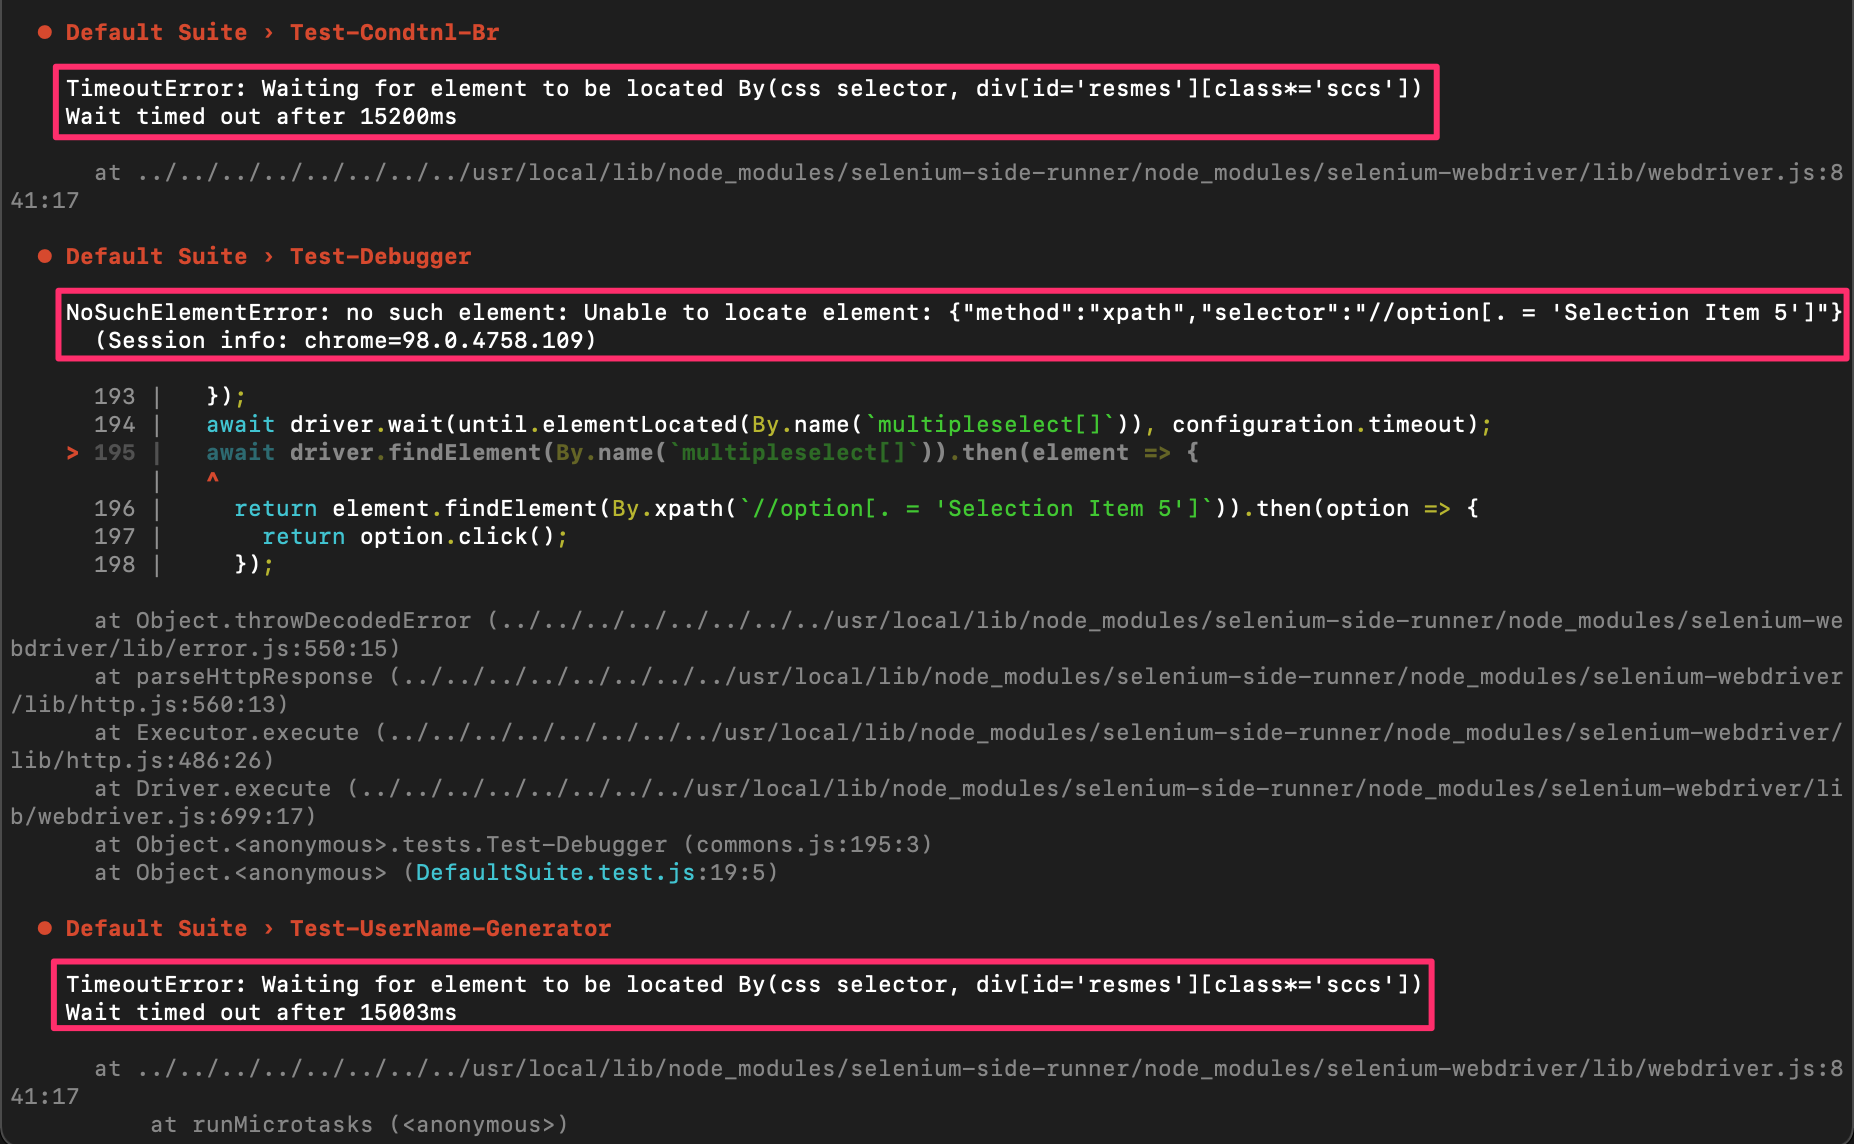 ● Default Suite › Test-Condtnl-Br
TimeoutError: Waiting for element to be located By(css selector, div[id='resmes'][class*='sccs'])
Wait timed out after 15200ms
at ../../../../../../../../usr/local/lib/node_modules/selenium-side-runner/node_modules/selenium-webdriver/lib/webdriver.js:8
41:17
● Default Suite › Test-Debugger
NoSuchElementError: no such element: Unable to locate element: {"method":"xpath","selector":"//option[. = 'Selection Item 5']"}
(Session info: chrome=98.0.4758.109)
193 |   });
194 |   await driver.wait(until.elementLocated(By.name(`multipleselect[]`)), configuration.timeout);
> 195 |   await driver.findElement(By.name(`multipleselect[]`)).then(element => {
|   ^
196 |     return element.findElement(By.xpath(`//option[. = 'Selection Item 5']`)).then(option => {
197 |       return option.click();
198 |     });
at Object.throwDecodedError (../../../../../../../../usr/local/lib/node_modules/selenium-side-runner/node_modules/selenium-we
bdriver/lib/error.js:550:15)
at parseHttpResponse (../../../../../../../../usr/local/lib/node_modules/selenium-side-runner/node_modules/selenium-webdriver
/lib/http.js:560:13)
at Executor.execute (../../../../../../../../usr/local/lib/node_modules/selenium-side-runner/node_modules/selenium-webdriver/
lib/http.js:486:26)
at Driver.execute (../../../../../../../../usr/local/lib/node_modules/selenium-side-runner/node_modules/selenium-webdriver/li
b/webdriver.js:699:17)
at Object.<anonymous>.tests.Test-Debugger (commons.js:195:3)
at Object.<anonymous> (DefaultSuite.test.js:19:5)
● Default Suite › Test-UserName-Generator
TimeoutError: Waiting for element to be located By(css selector, div[id='resmes'][class*='sccs'])
Wait timed out after 15003ms
at ../../../../../../../../usr/local/lib/node_modules/selenium-side-runner/node_modules/selenium-webdriver/lib/webdriver.js:8
41:17
at runMicrotasks (<anonymous>)